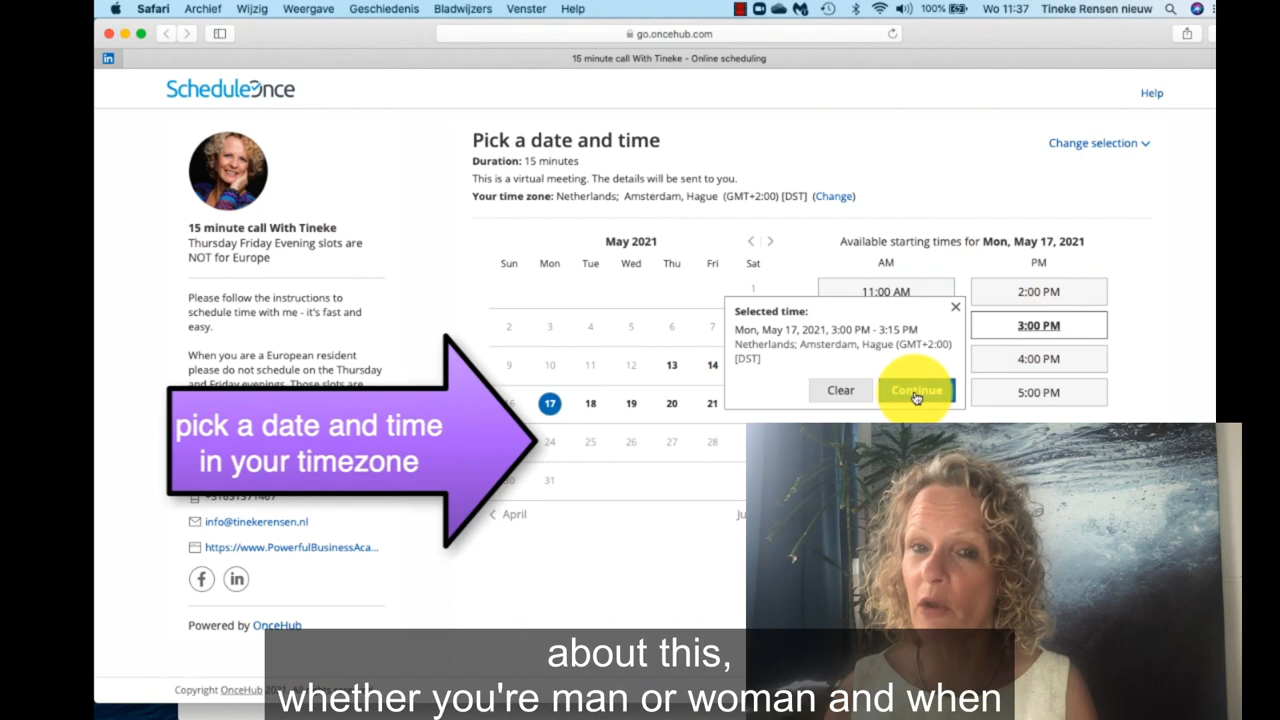 Safari Archief Wijzig Weergave Geschiedenis Bladwijzers Venster Help 100% Wo 11:37 Tineke Rensen nieuw
go.oncehub.com
15 minute call With Tineke - Online scheduling
ScheduleOnce
Help
15 minute call With Tineke
Thursday Friday Evening slots are
NOT for Europe
Please follow the instructions to
schedule time with me - it's fast and
easy.
When you are a European resident
please do not schedule on the Thursday
and Friday evenings. Those slots are
pick a date and time
in your timezone
info@tinekerensen.nl
https://www.PowerfulBusinessAca...
Powered by OnceHub
Copyright OnceHub
Pick a date and time
Change selection
Duration: 15 minutes
This is a virtual meeting. The details will be sent to you.
Your time zone: Netherlands; Amsterdam, Hague (GMT+2:00) [DST] (Change)
May 2021
Sun Mon Tue Wed Thu Fri Sat
1
2 3 4 5 6 7
9 10 11 12 13 14
17 18 19 20 21
24 25 26 27 28
31
April
Available starting times for Mon, May 17, 2021
AM PM
11:00 AM 2:00 PM
3:00 PM
4:00 PM
5:00 PM
Selected time:
Mon, May 17, 2021, 3:00 PM - 3:15 PM
Netherlands; Amsterdam, Hague (GMT+2:00)
[DST]
Clear Continue
about this,
whether you're man or woman and when